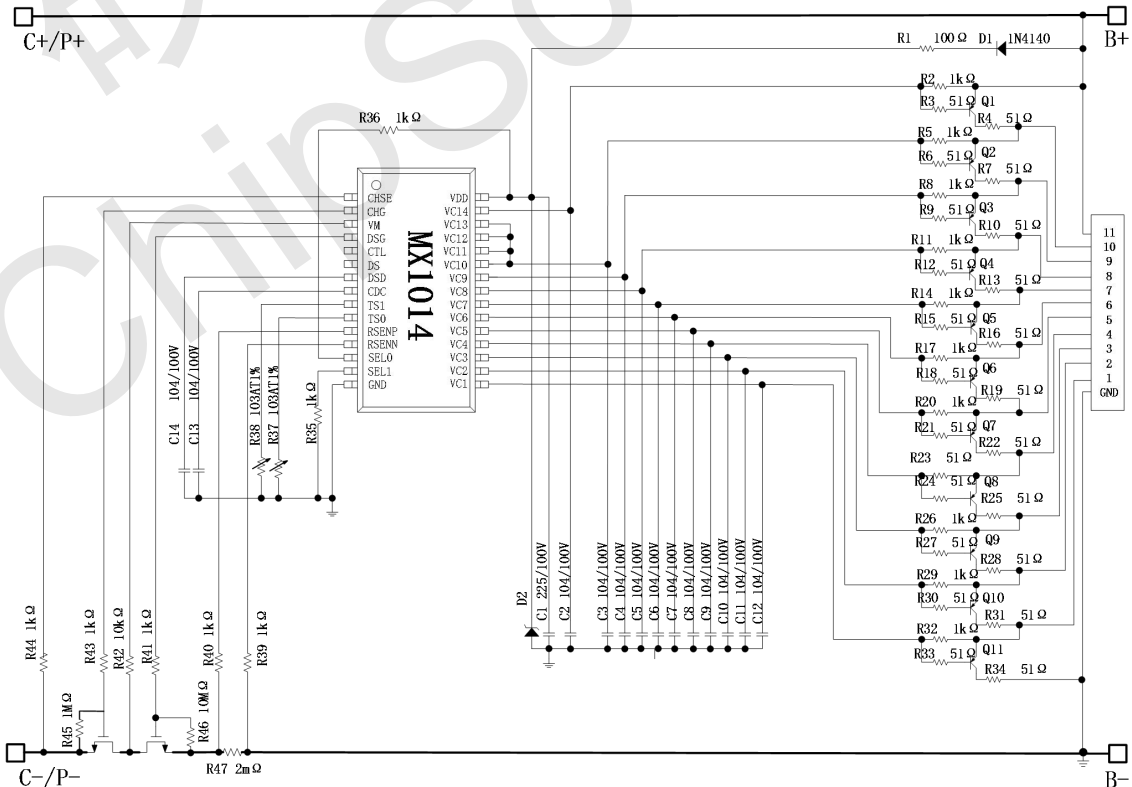 C+/P+
B+
R1 100Ω D1 1N4140
R2 1kΩ
R3 51Ω Q1
R4 51Ω
R5 1kΩ
R6 51Ω Q2
R7 51Ω
R8 1kΩ
R9 51Ω Q3
R10 51Ω
R11 1kΩ
R12 51Ω Q4
R13 51Ω
R14 1kΩ
R15 51Ω Q5
R16 51Ω
R17 1kΩ
R18 51Ω Q6
R19 51Ω
R20 1kΩ
R21 51Ω Q7
R22 51Ω
R23 51Ω
R24 51Ω Q8
R25 51Ω
R26 1kΩ
R27 51Ω Q9
R28 51Ω
R29 1kΩ
R30 51Ω Q10
R31 51Ω
R32 1kΩ
R33 51Ω Q11
R34 51Ω
11
10
9
8
7
6
5
4
3
2
1
GND
R36 1kΩ
MX1014
CHSE VDD
CHG VC14
VM VC13
DSG VC12
CTL VC11
DS VC10
DSD VC9
CDC VC8
TS1 VC7
TS0 VC6
RSENP VC5
RSENN VC4
SEL0 VC3
SEL1 VC2
GND VC1
C14 104/100V
C13 104/100V
R38 103AT1%
R37 103AT1%
R35 1kΩ
D2
C1 225/100V
C2 104/100V
C3 104/100V
C4 104/100V
C5 104/100V
C6 104/100V
C7 104/100V
C8 104/100V
C9 104/100V
C10 104/100V
C11 104/100V
C12 104/100V
R44 1kΩ
R43 1kΩ
R42 10kΩ
R41 1kΩ
R40 1kΩ
R39 1kΩ
R45 1MΩ
R46 10MΩ
R47 2mΩ
C-/P-
B-